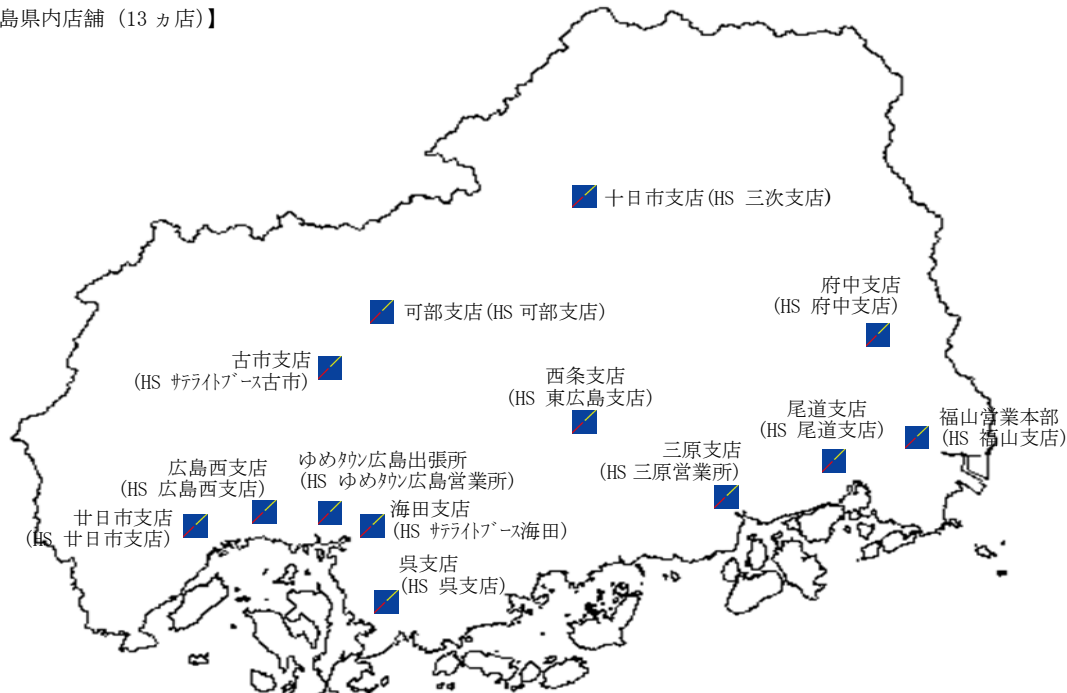 島県内店舗 (13 ヵ店)】
十日市支店(HS 三次支店)
府中支店
(HS 府中支店)
可部支店(HS 可部支店)
古市支店
(HS ｻﾃﾗｲﾄﾌﾞｰｽ古市)
西条支店
(HS 東広島支店)
尾道支店
(HS 尾道支店)
福山営業本部
(HS 福山支店)
三原支店
(HS 三原営業所)
ゆめﾀｳﾝ広島出張所
(HS ゆめﾀｳﾝ広島営業所)
広島西支店
(HS 広島西支店)
海田支店
(HS ｻﾃﾗｲﾄﾌﾞｰｽ海田)
廿日市支店
(HS 廿日市支店)
呉支店
(HS 呉支店)